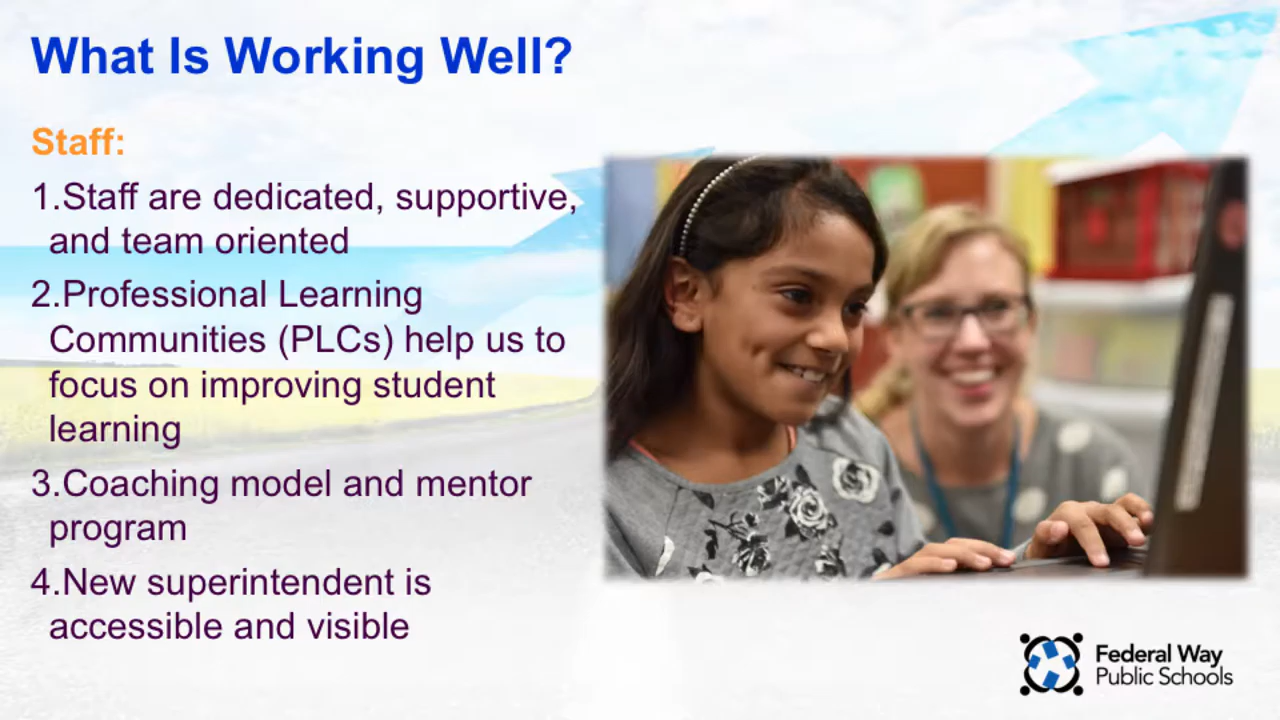 What Is Working Well?
Staff:
1.Staff are dedicated, supportive,
and team oriented
2.Professional Learning
Communities (PLCs) help us to
focus on improving student
learning
3.Coaching model and mentor
program
4.New superintendent is
accessible and visible
Federal Way
Public Schools